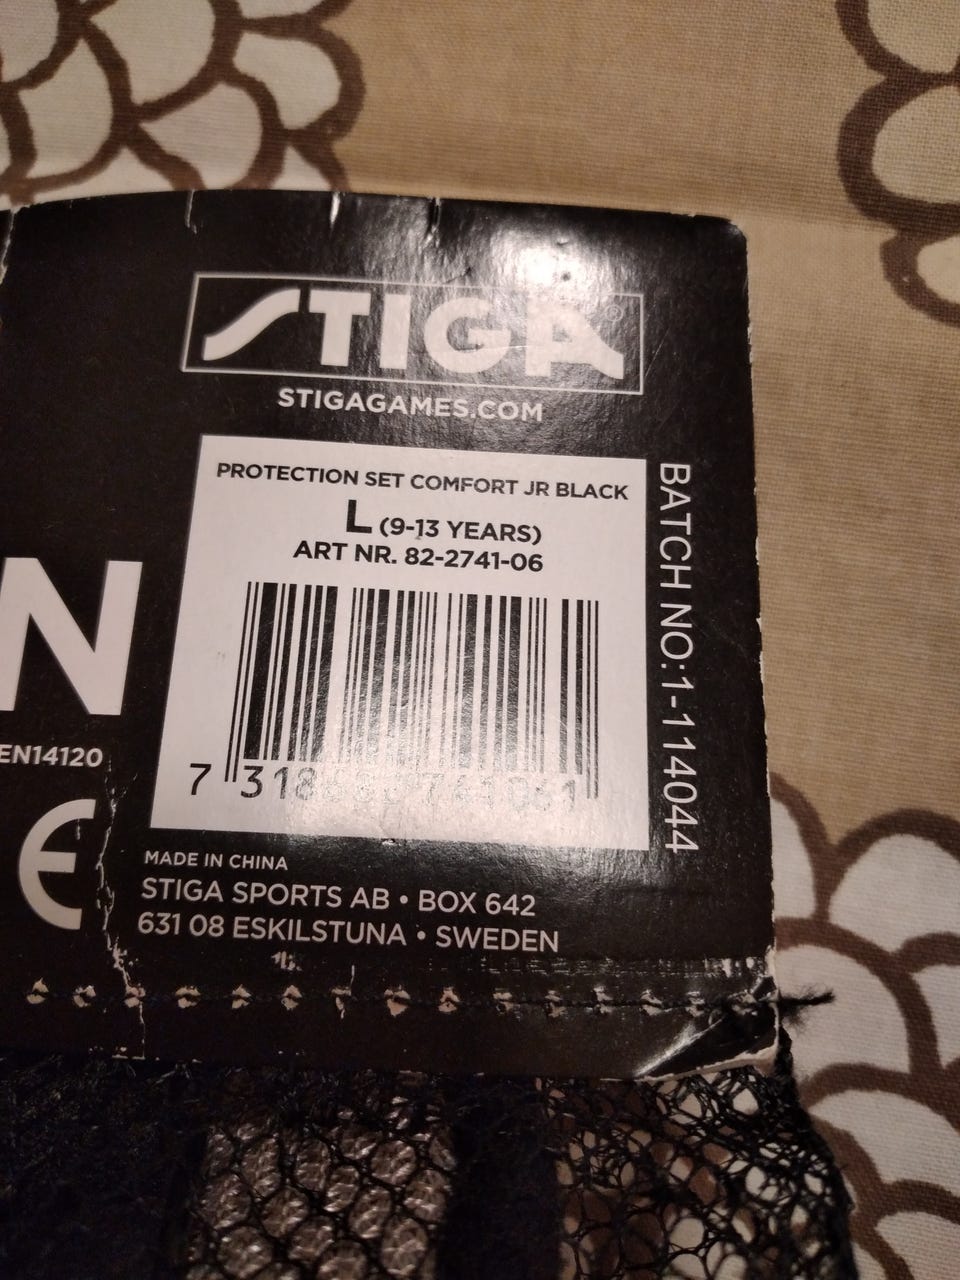 STIGA®
STIGAGAMES.COM
PROTECTION SET COMFORT JR BLACK
L (9-13 YEARS)
ART NR. 82-2741-06
BATCH NO:1-114044
N
EN14120
CE
MADE IN CHINA
STIGA SPORTS AB • BOX 642
631 08 ESKILSTUNA • SWEDEN